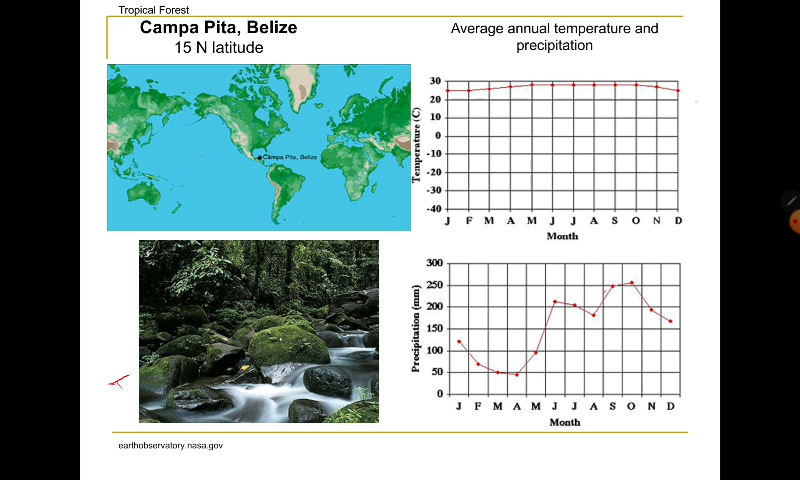 Tropical Forest
Campa Pita, Belize
15 N latitude
Average annual temperature and
precipitation
Campa Pita, Belize
Temperature (C)
30
20
10
0
-10
-20
-30
-40
J F M A M J J A S O N D
Month
Precipitation (mm)
300
250
200
150
100
50
0
J F M A M J J A S O N D
Month
earthobservatory.nasa.gov